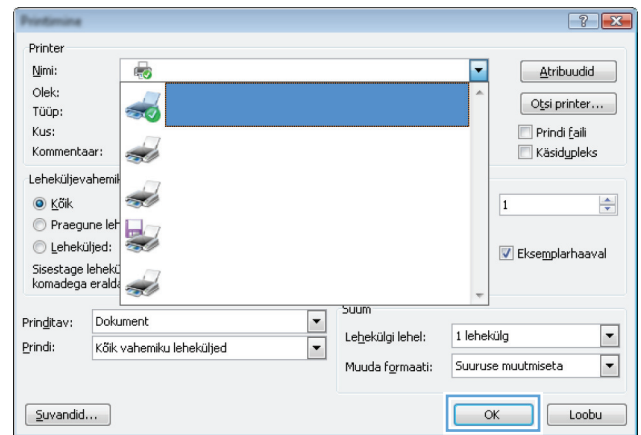 Printimine
Printer
Nimi:
Atribuudid
Olek:
Tüüp:
Otsi printer...
Kus:
Prindi faili
Kommentaar:
Käsidupleks
Leheküljevahemik
Kõik
1
Praegune leh
Leheküljed:
Eksemplarhaaval
Sisestage lehekü
komadega eralda
Suum
Prinditav:
Dokument
Lehekülgi lehel:
1 lehekülg
Prindi:
Kõik vahemiku leheküljed
Muuda formaati:
Suuruse muutmiseta
Suvandid...
OK
Loobu